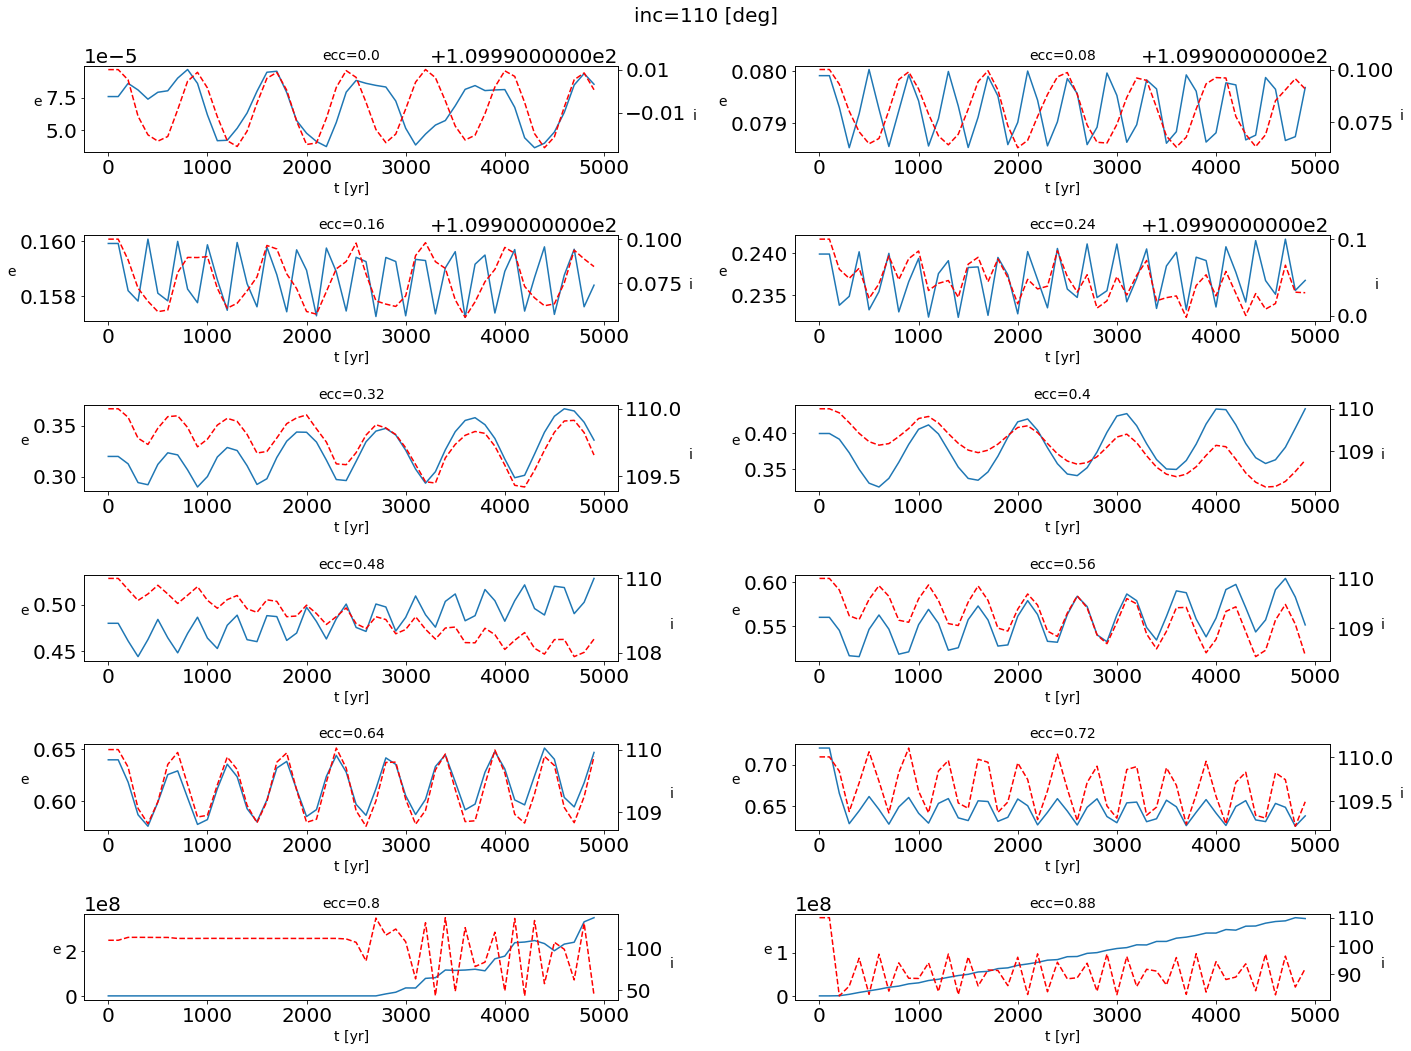 inc=110 [deg]
1e−5 ecc=0.0 +1.0999000000e2
7.5
5.0
e
0.01
−0.01
i
0 1000 2000 3000 4000 5000
t [yr]
ecc=0.08 +1.0990000000e2
0.080
0.079
e
0.100
0.075
i
0 1000 2000 3000 4000 5000
t [yr]
ecc=0.16 +1.0990000000e2
0.160
0.158
e
0.100
0.075
i
0 1000 2000 3000 4000 5000
t [yr]
ecc=0.24 +1.0990000000e2
0.240
0.235
e
0.1
0.0
i
0 1000 2000 3000 4000 5000
t [yr]
ecc=0.32
0.35
0.30
e
110.0
109.5
i
0 1000 2000 3000 4000 5000
t [yr]
ecc=0.4
0.40
0.35
e
110
109
i
0 1000 2000 3000 4000 5000
t [yr]
ecc=0.48
0.50
0.45
e
110
108
i
0 1000 2000 3000 4000 5000
t [yr]
ecc=0.56
0.60
0.55
e
110
109
i
0 1000 2000 3000 4000 5000
t [yr]
ecc=0.64
0.65
0.60
e
110
109
i
0 1000 2000 3000 4000 5000
t [yr]
ecc=0.72
0.70
0.65
e
110.0
109.5
i
0 1000 2000 3000 4000 5000
t [yr]
1e8 ecc=0.8
2
0
e
100
50
i
0 1000 2000 3000 4000 5000
t [yr]
1e8 ecc=0.88
1
0
e
110
100
90
i
0 1000 2000 3000 4000 5000
t [yr]